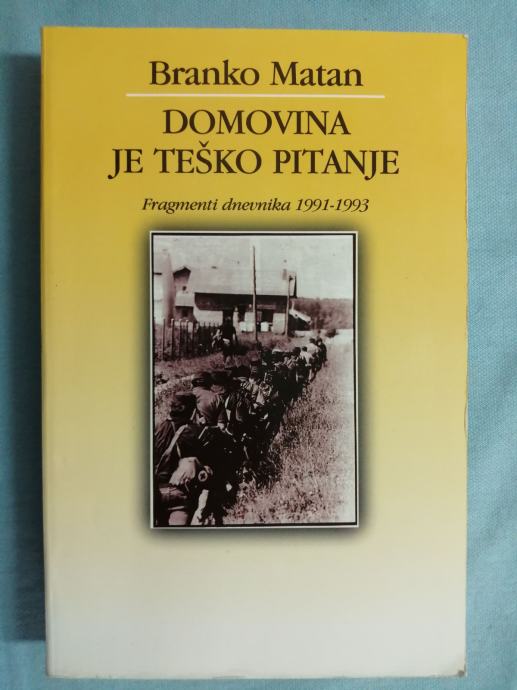 Branko Matan
DOMOVINA
JE TEŠKO PITANJE
Fragmenti dnevnika 1991-1993